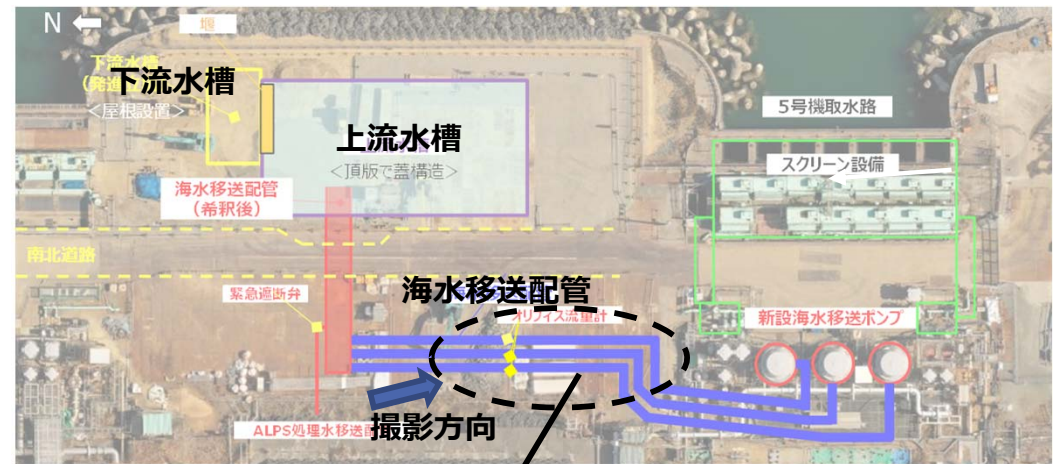 N
堰
下流水槽
下流水槽
<屋根設置>
上流水槽
<頂版で蓋構造>
5号機取水路
スクリーン設備
海水移送配管
(希釈後)
南北道路
緊急遮断弁
海水移送配管
オリフィス流量計
新設海水移送ポンプ
撮影方向
ALPS処理水移送配